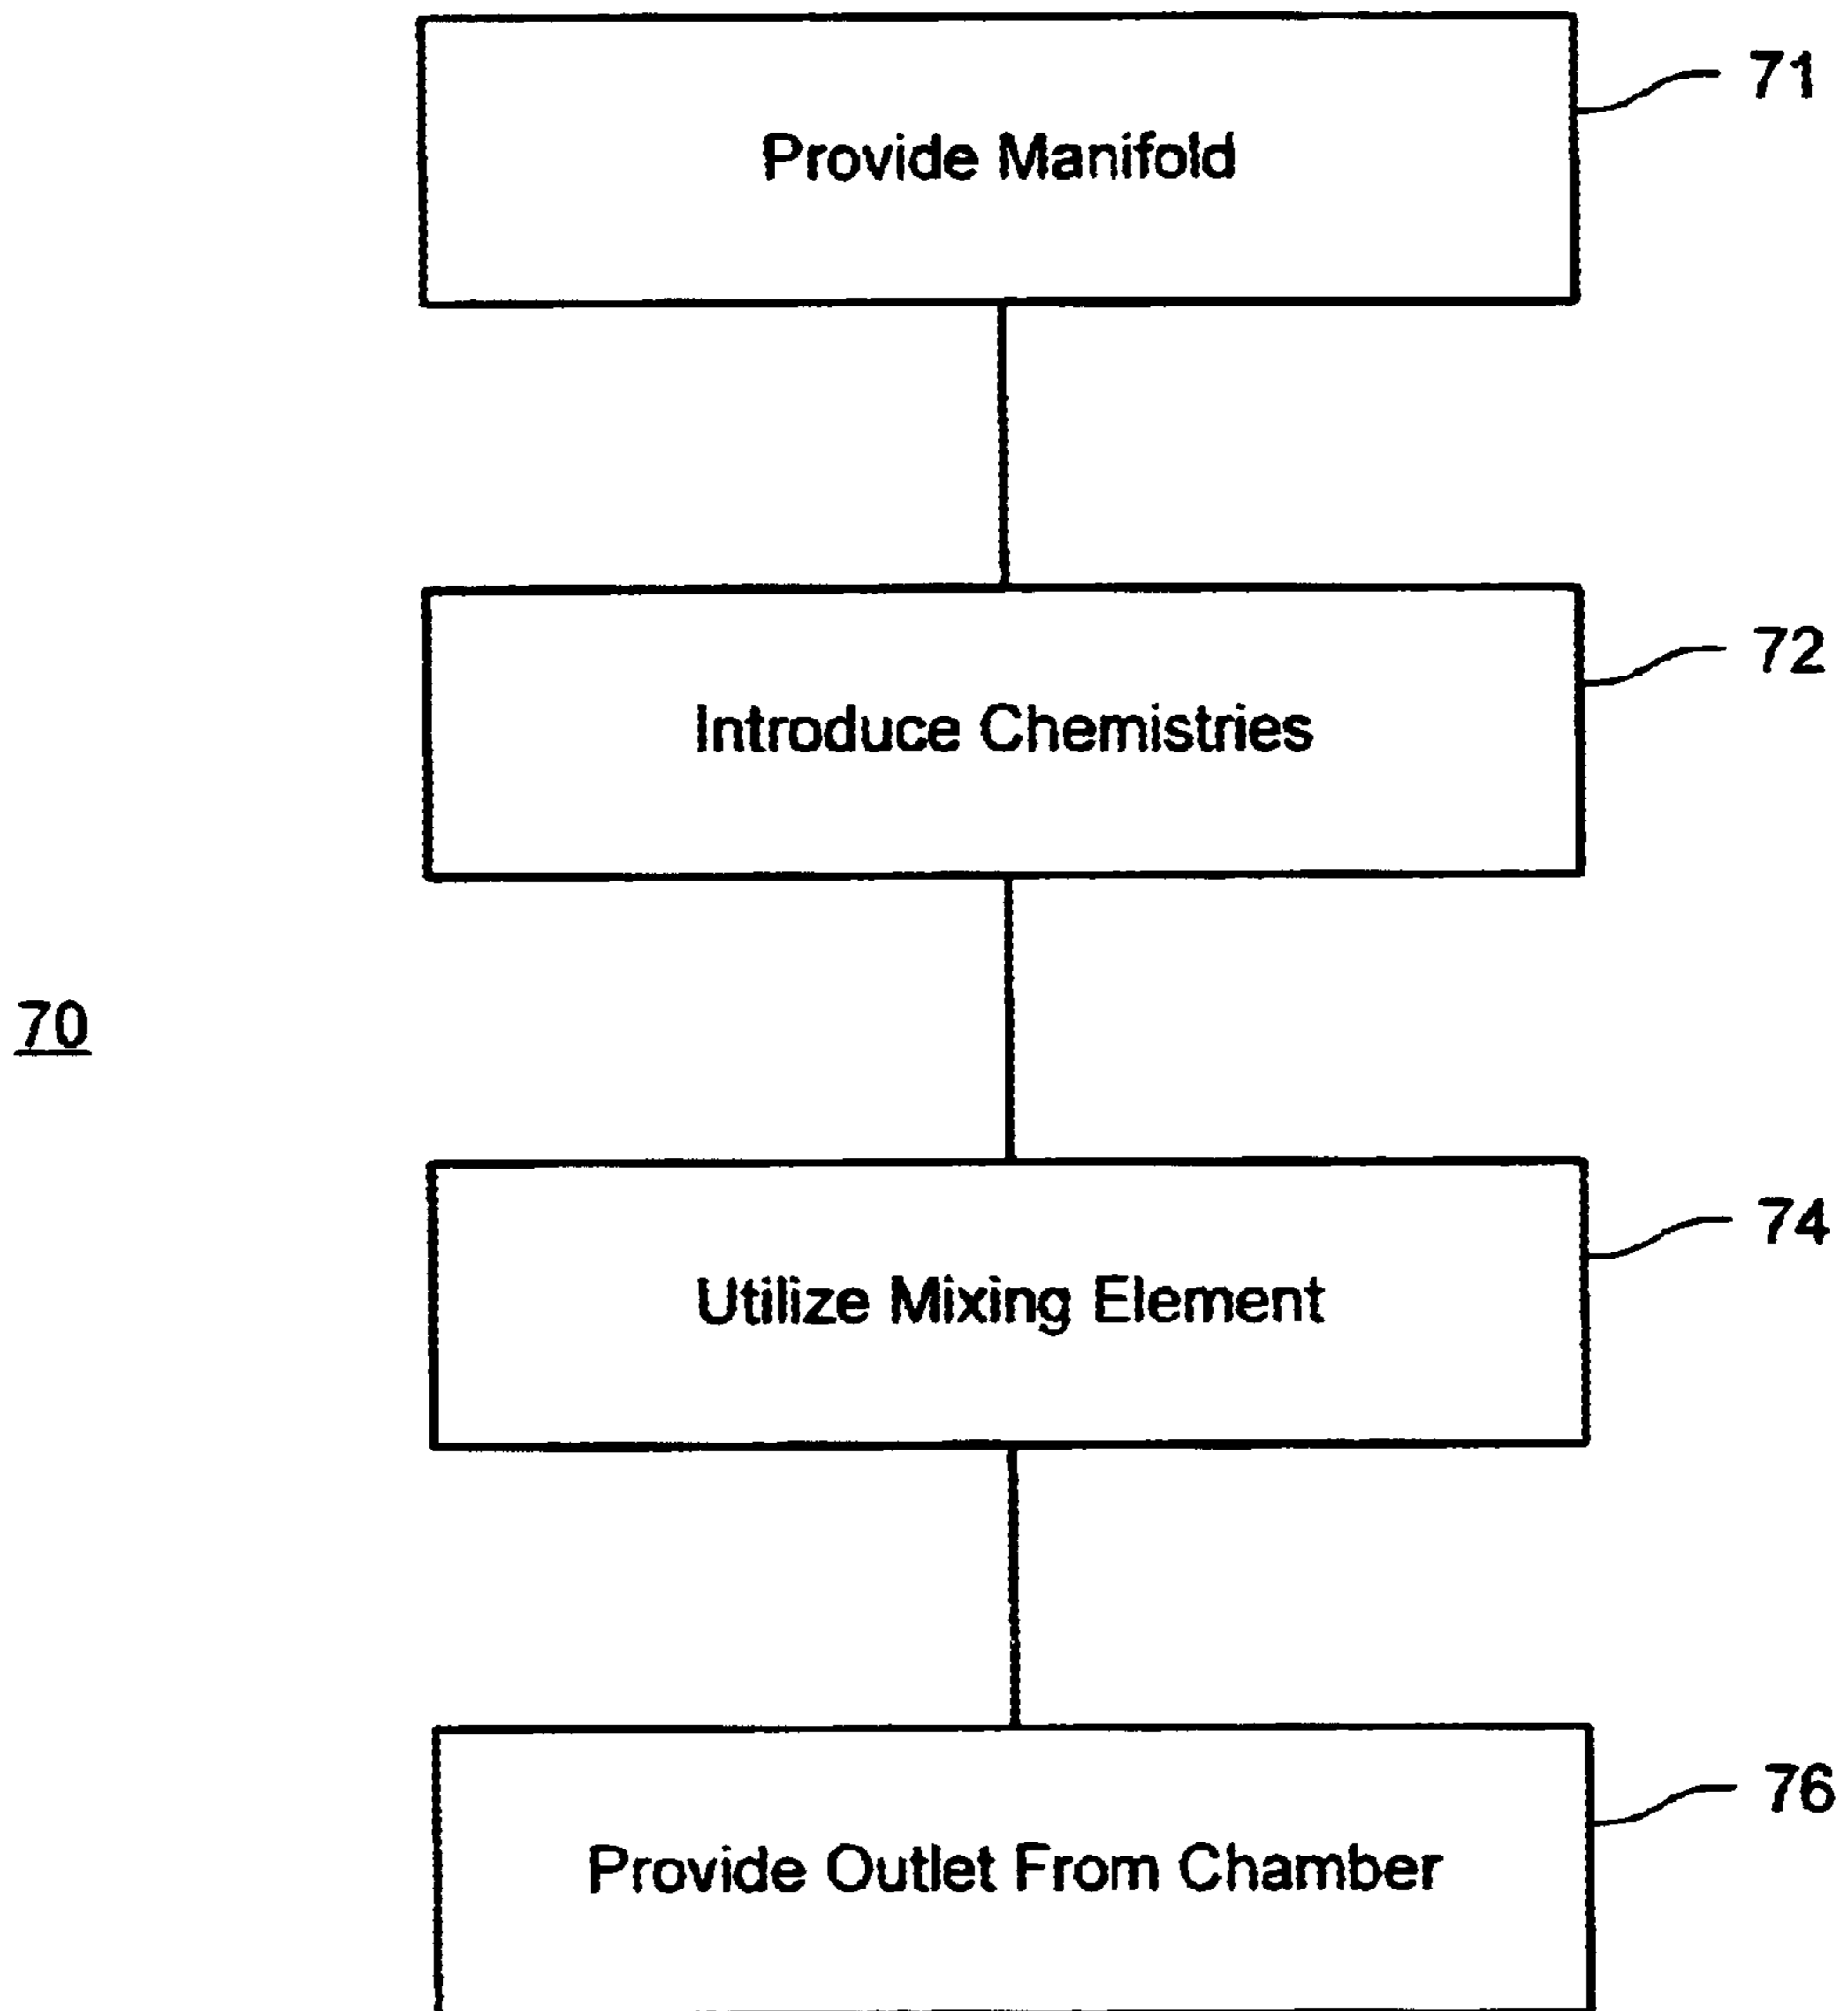 71
Provide Manifold
72
Introduce Chemistries
70
74
Utilize Mixing Element
76
Provide Outlet From Chamber